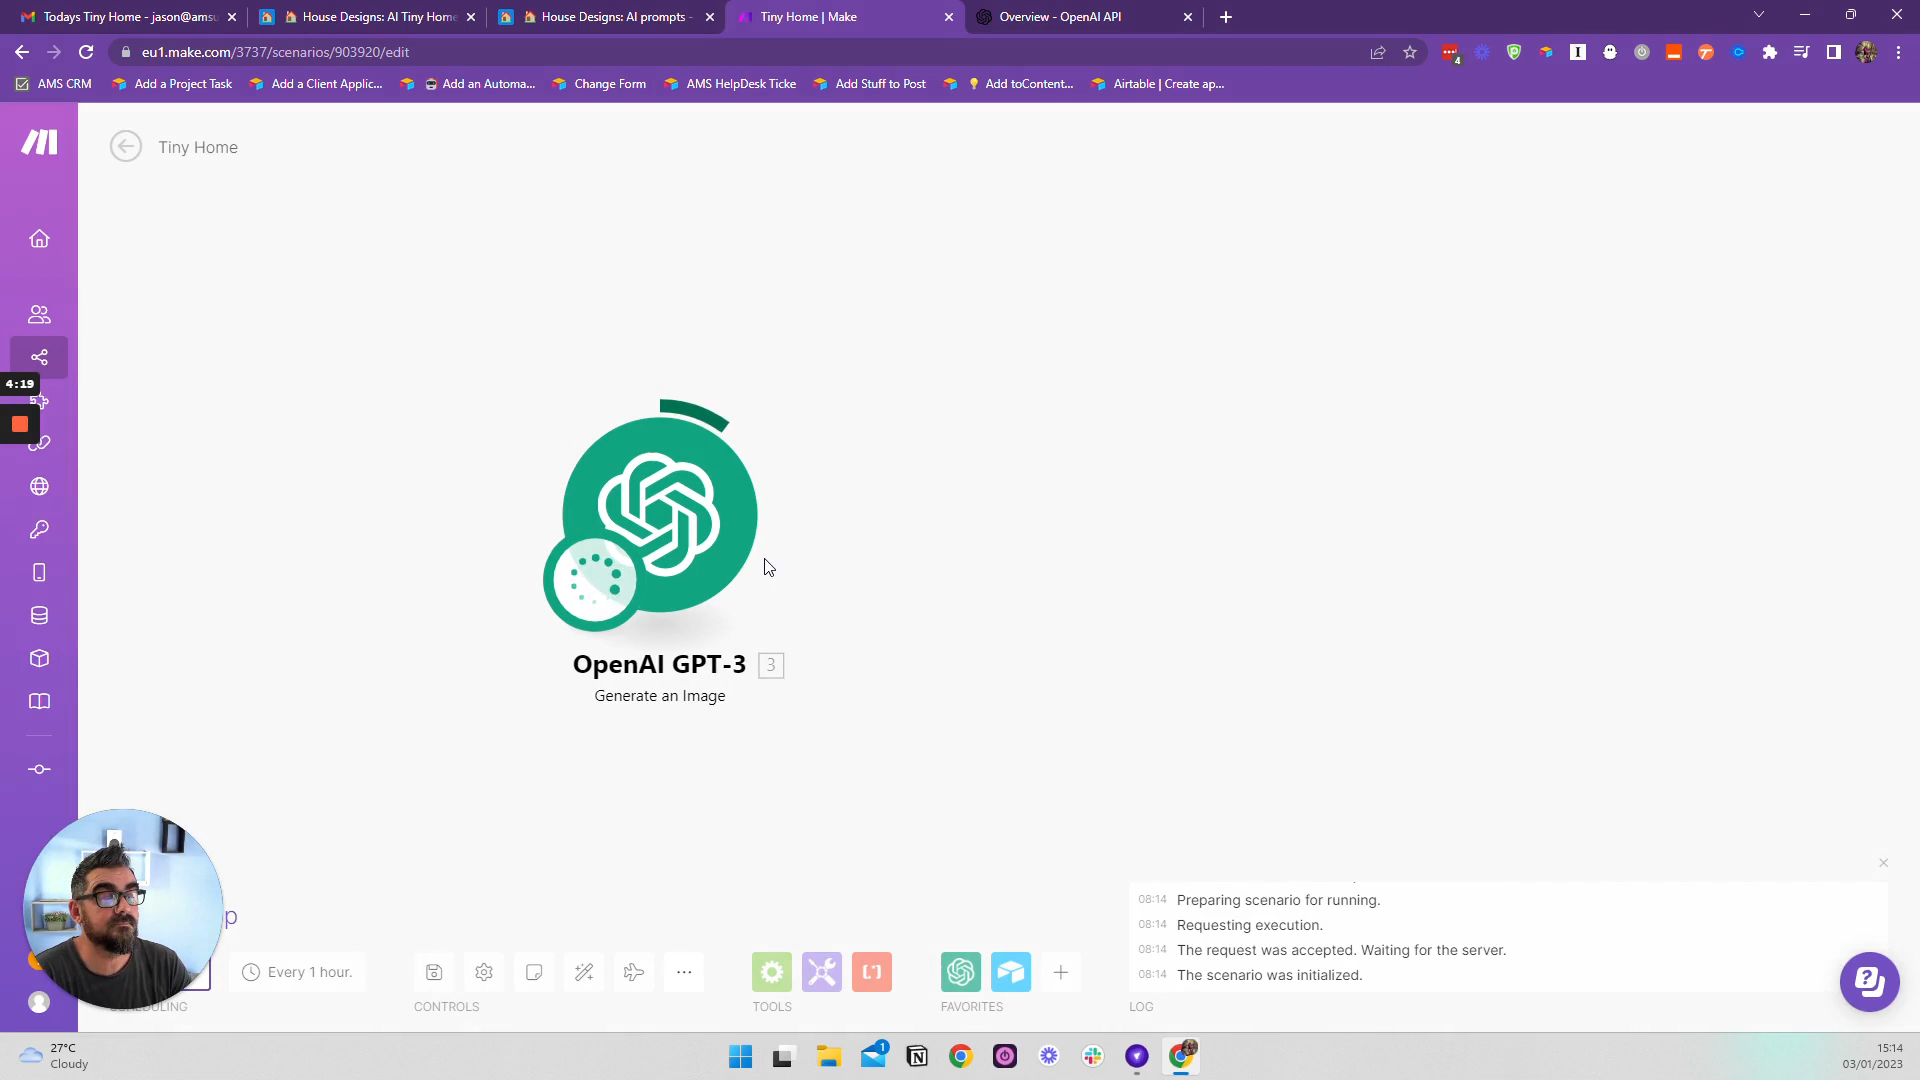 Todays Tiny Home - jason@amsu
House Designs: AI Tiny Home
House Designs: AI prompts -
Tiny Home | Make
Overview - OpenAI API
eu1.make.com/3737/scenarios/903920/edit
4
AMS CRM
Add a Project Task
Add a Client Applic...
Add an Automa...
Change Form
AMS HelpDesk Ticke
Add Stuff to Post
Add toContent...
Airtable | Create ap...
Tiny Home
4:19
OpenAI GPT-3 3
Generate an Image
p
08:14 Preparing scenario for running.
08:14 Requesting execution.
08:14 The request was accepted. Waiting for the server.
08:14 The scenario was initialized.
Every 1 hour.
SCHEDULING
CONTROLS
TOOLS
FAVORITES
LOG
27°C
Cloudy
1
15:14
03/01/2023